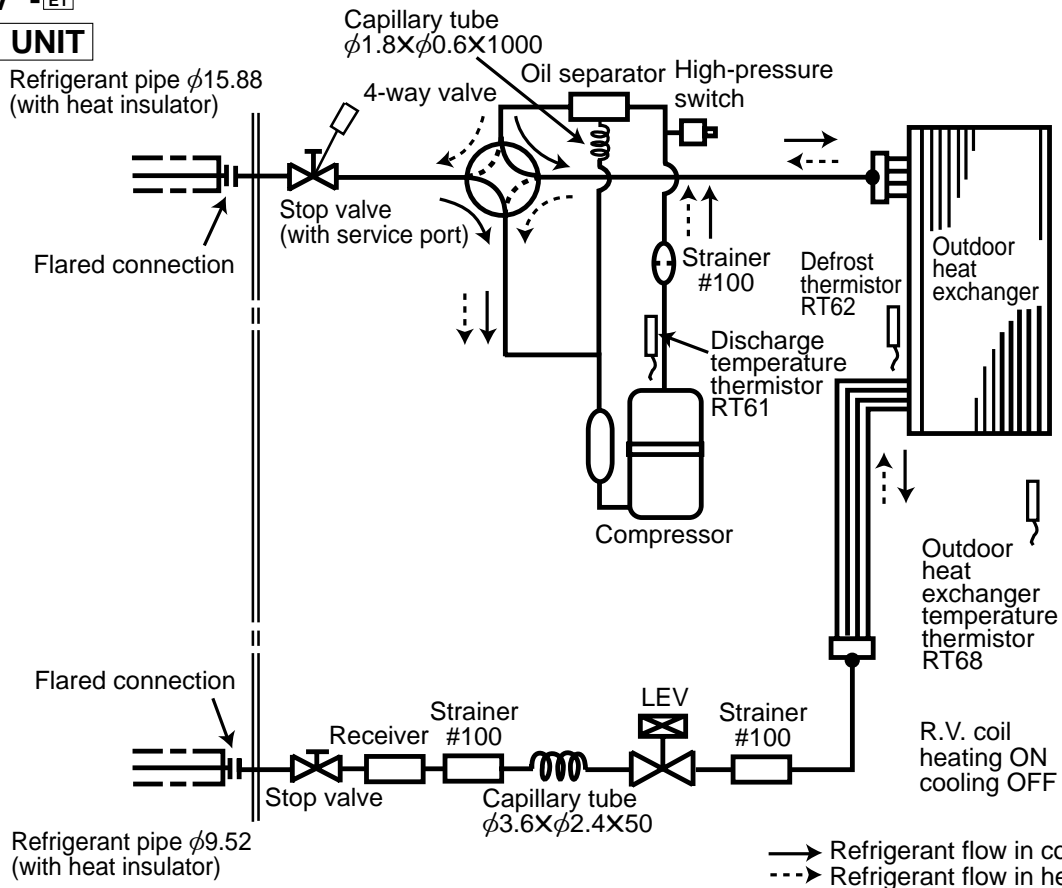 ET
UNIT
Refrigerant pipe φ15.88
(with heat insulator)
Capillary tube
φ1.8×φ0.6×1000
4-way valve
Oil separator
High-pressure
switch
Stop valve
(with service port)
Flared connection
Strainer
#100
Defrost
thermistor
RT62
Outdoor
heat
exchanger
Discharge
temperature
thermistor
RT61
Compressor
Outdoor
heat
exchanger
temperature
thermistor
RT68
Flared connection
Receiver
Strainer
#100
LEV
Strainer
#100
R.V. coil
heating ON
cooling OFF
Stop valve
Capillary tube
φ3.6×φ2.4×50
Refrigerant pipe φ9.52
(with heat insulator)
Refrigerant flow in
Refrigerant flow in